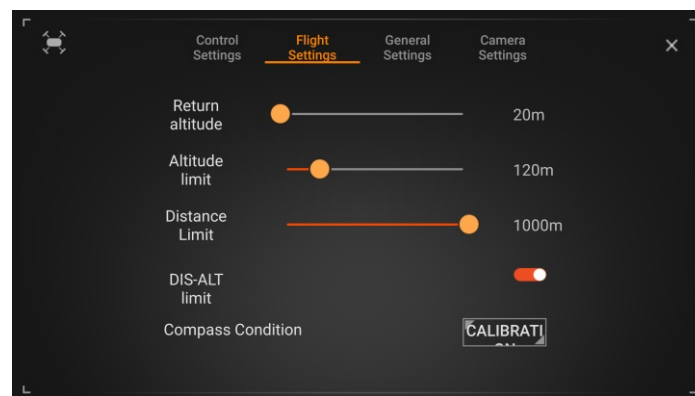 Control
Settings
Flight
Settings
General
Settings
Camera
Settings
Return
altitude
20m
Altitude
limit
120m
Distance
Limit
1000m
DIS-ALT
limit
Compass Condition
CALIBRATI
ON